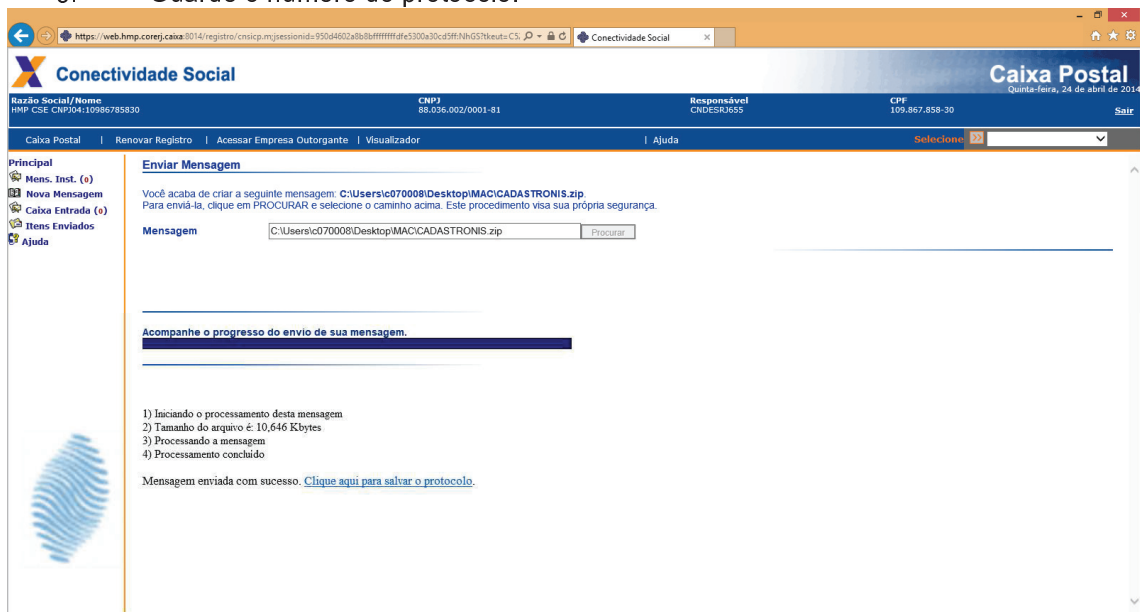 Guarde o número do protocolo.
https://web.hmp.corerj.caixa:8014/registro/cnsicp.m;jsessionid=950d4602a8b8bffffffffdfe5300a30cd5ff:NhGS?tkeut=C5.
Conectividade Social
X Conectividade Social
Caixa Postal
Quinta-feira, 24 de abril de 2014
Razão Social/Nome CNPJ Responsável CPF
HMP CSE CNPJ04:10986785830 88.036.002/0001-81 CNDESRJ655 109.867.858-30 Sair
Caixa Postal | Renovar Registro | Acessar Empresa Outorgante | Visualizador | Ajuda Selecione
Principal
Mens. Inst. (0)
Nova Mensagem
Caixa Entrada (0)
Itens Enviados
Ajuda
Enviar Mensagem
Você acaba de criar a seguinte mensagem: C:\Users\c070008\Desktop\MAC\CADASTRONIS.zip.
Para enviá-la, clique em PROCURAR e selecione o caminho acima. Este procedimento visa sua própria segurança.
Mensagem C:\Users\c070008\Desktop\MAC\CADASTRONIS.zip Procurar
Acompanhe o progresso do envio de sua mensagem.
1) Iniciando o processamento desta mensagem
2) Tamanho do arquivo é: 10,646 Kbytes
3) Processando a mensagem
4) Processamento concluído
Mensagem enviada com sucesso. Clique aqui para salvar o protocolo.